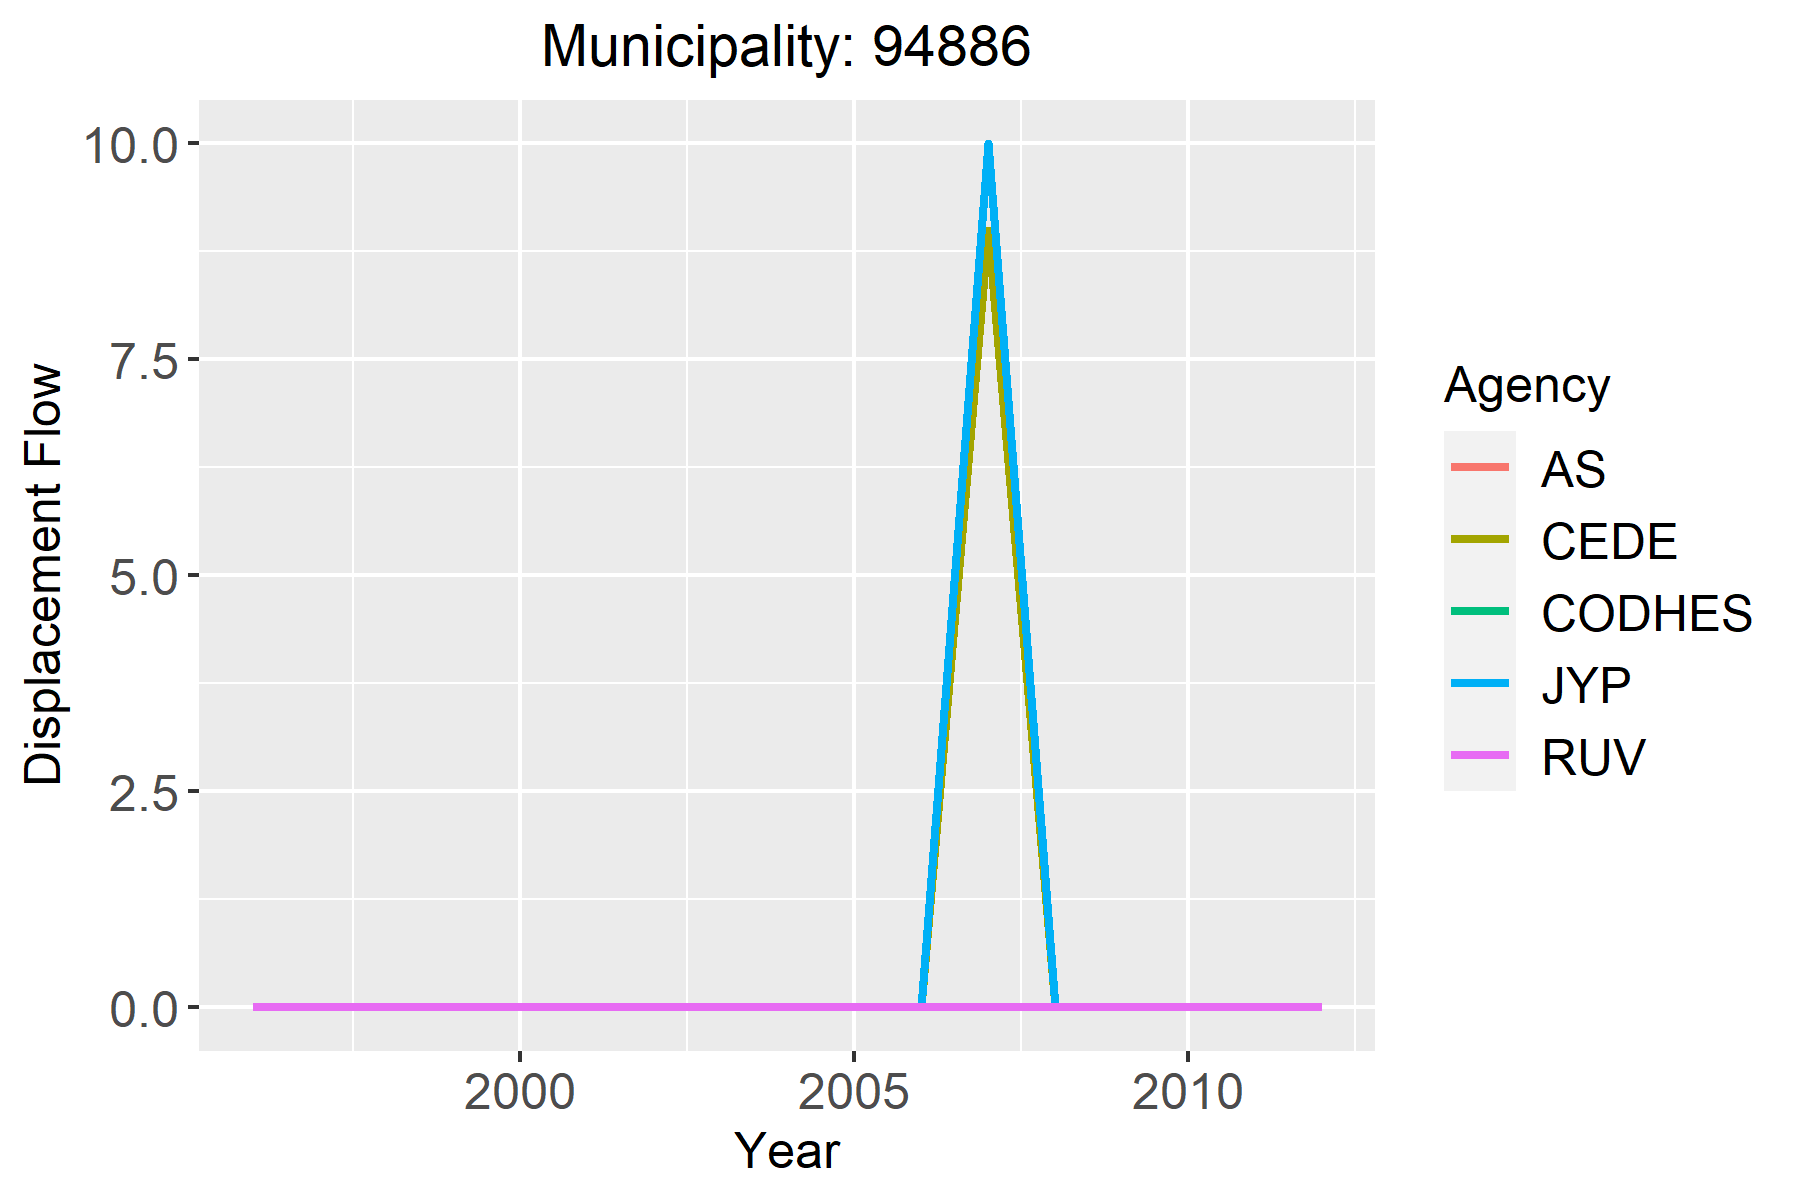 Municipality: 94886
10.0
7.5
5.0
2.5
0.0
Displacement Flow
2000
2005
2010
Year
Agency
AS
CEDE
CODHES
JYP
RUV